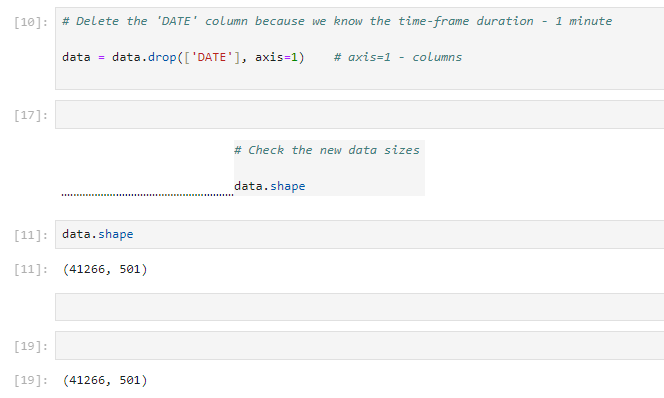 [10]: # Delete the 'DATE' column because we know the time-frame duration - 1 minute
data = data.drop(['DATE'], axis=1)    # axis=1 - columns
[17]:
# Check the new data sizes
data.shape
[11]: data.shape
[11]: (41266, 501)
[19]:
[19]: (41266, 501)